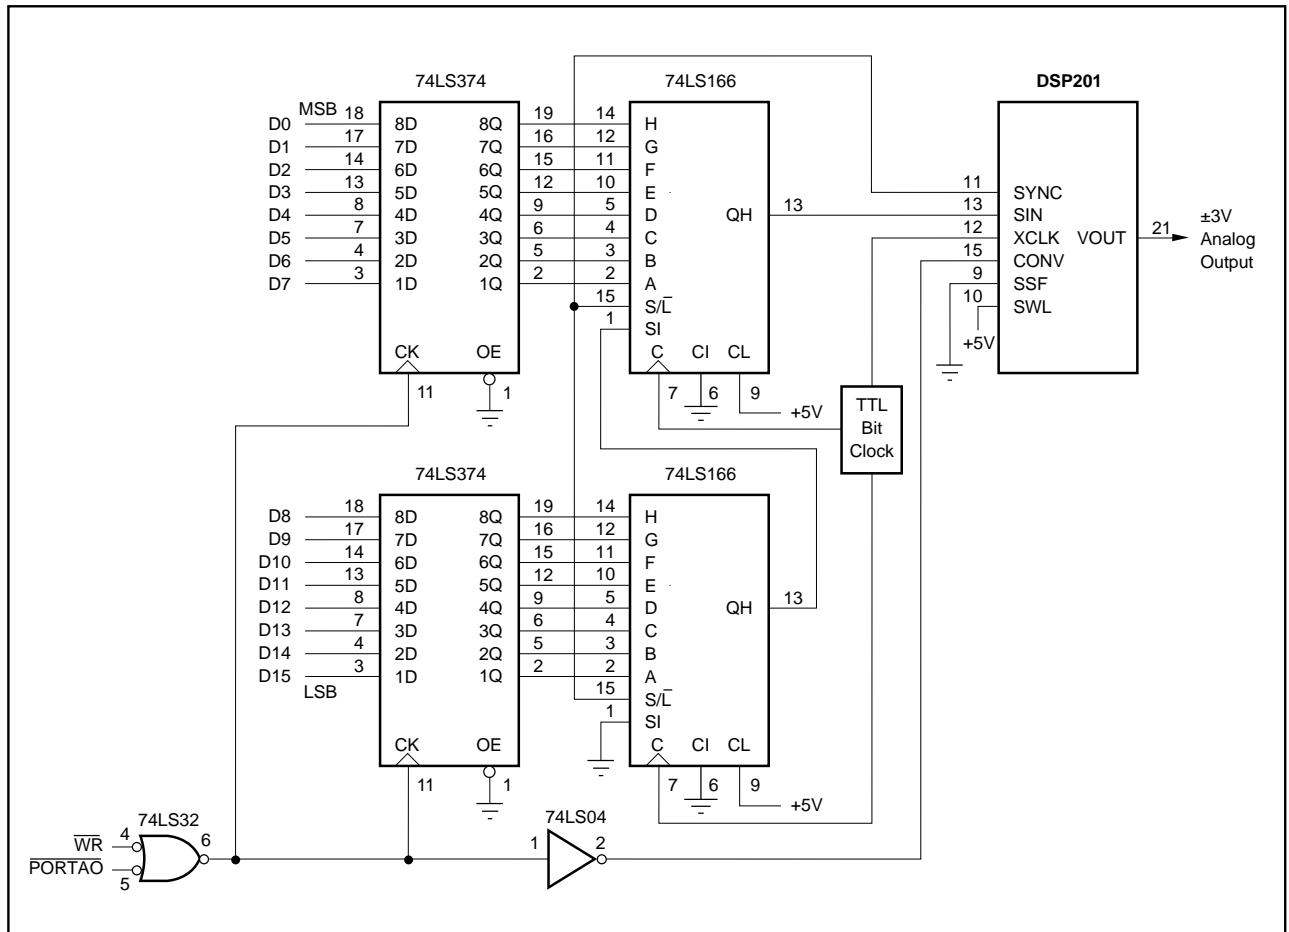 74LS374
74LS166
DSP201
MSB
D0 18 8D 8Q 19 14 H
D1 17 7D 7Q 16 12 G
D2 14 6D 6Q 15 11 F
D3 13 5D 5Q 12 10 E
D4 8 4D 4Q 9 5 D QH 13
D5 7 3D 3Q 6 4 C
D6 4 2D 2Q 5 3 B
D7 3 1D 1Q 2 2 A
15 S/L̅
1 SI
CK OE C CI CL
11 1 7 6 9
+5V
11 SYNC
13 SIN
12 XCLK VOUT 21
15 CONV
9 SSF
10 SWL
+5V
±3V
Analog
Output
TTL
Bit
Clock
74LS374
74LS166
D8 18 8D 8Q 19 14 H
D9 17 7D 7Q 16 12 G
D10 14 6D 6Q 15 11 F
D11 13 5D 5Q 12 10 E
D12 8 4D 4Q 9 5 D QH 13
D13 7 3D 3Q 6 4 C
D14 4 2D 2Q 5 3 B
D15 3 1D 1Q 2 2 A
LSB
15 S/L̅
1 SI
CK OE C CI CL
11 1 7 6 9
+5V
74LS32
74LS04
W̅R̅ 4 6 1 2
P̅O̅R̅T̅A̅O̅ 5